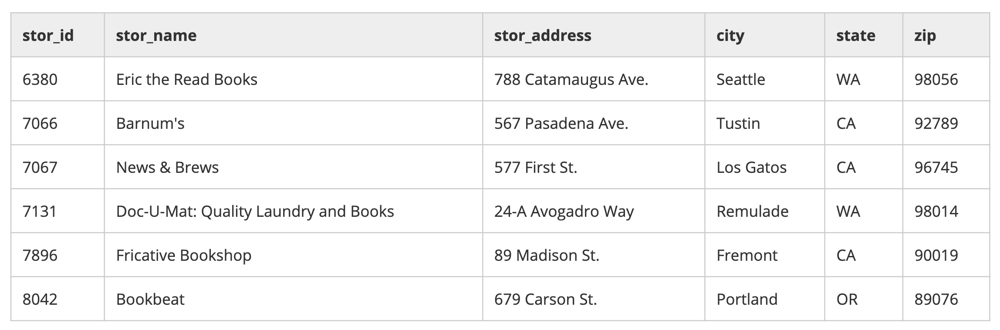 stor_id stor_name stor_address city state zip
6380 Eric the Read Books 788 Catamaugus Ave. Seattle WA 98056
7066 Barnum's 567 Pasadena Ave. Tustin CA 92789
7067 News & Brews 577 First St. Los Gatos CA 96745
7131 Doc-U-Mat: Quality Laundry and Books 24-A Avogadro Way Remulade WA 98014
7896 Fricative Bookshop 89 Madison St. Fremont CA 90019
8042 Bookbeat 679 Carson St. Portland OR 89076